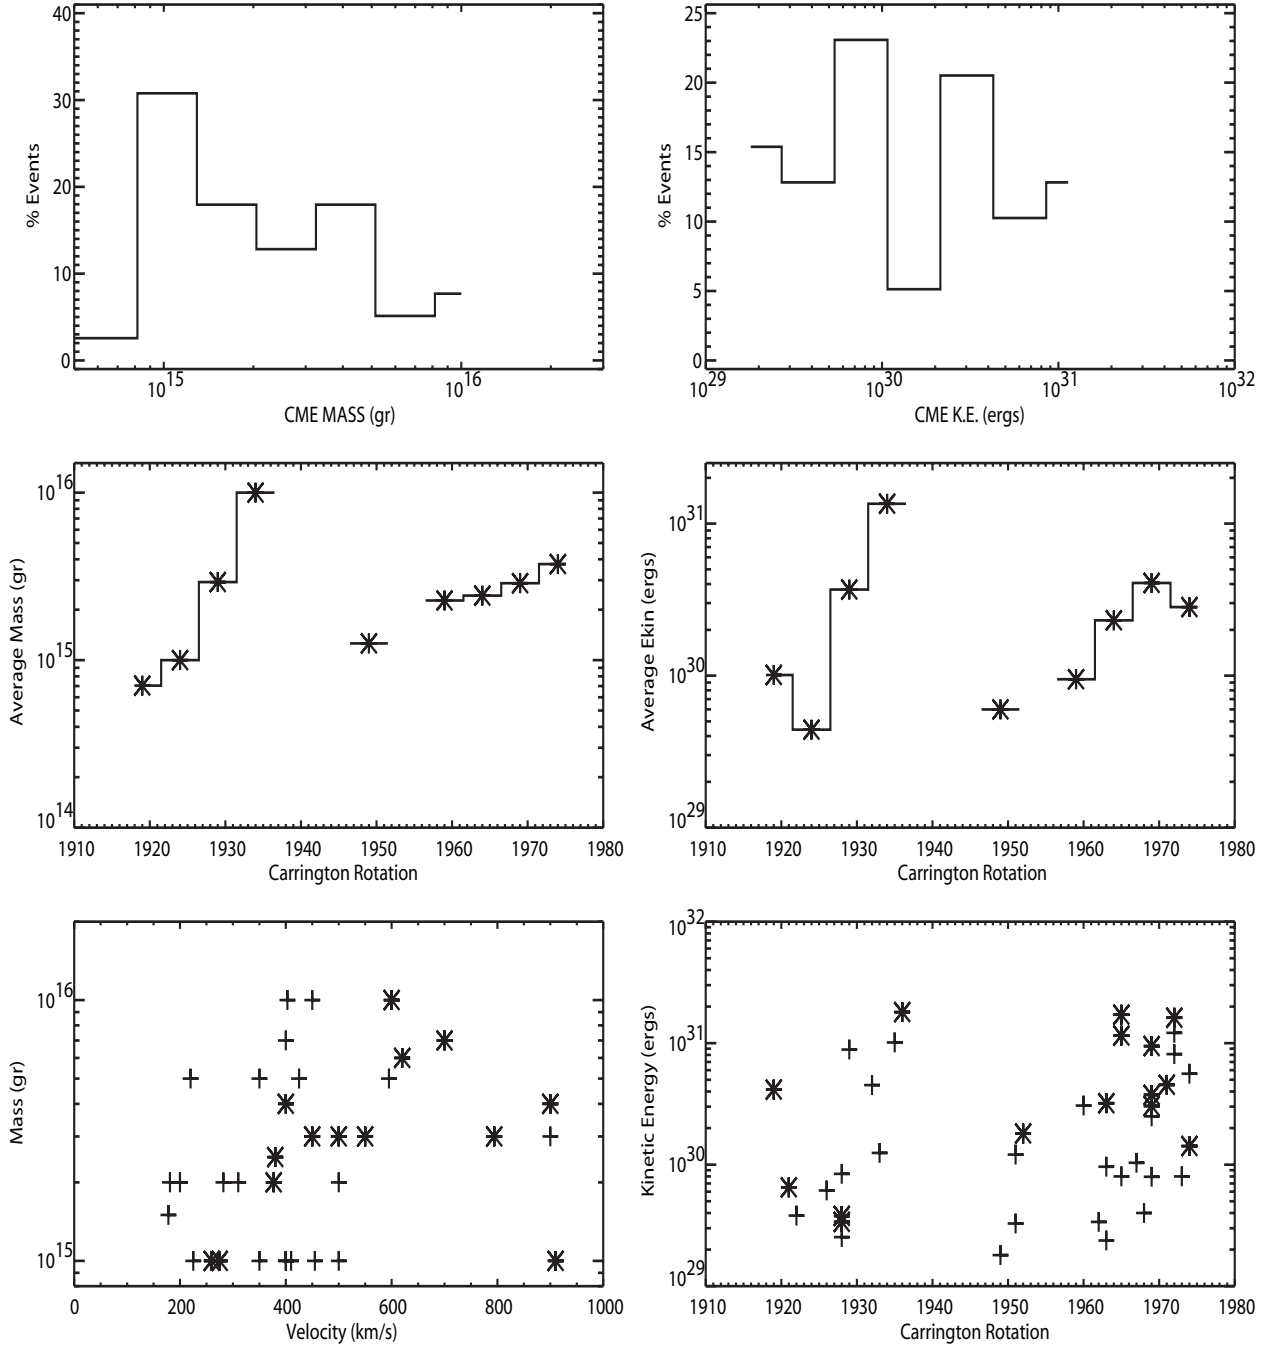 40
30
20
10
0
% Events
10^15
10^16
CME MASS (gr)
25
20
15
10
5
0
% Events
10^29
10^30
10^31
10^32
CME K.E. (ergs)
10^16
10^15
10^14
Average Mass (gr)
1910 1920 1930 1940 1950 1960 1970 1980
Carrington Rotation
10^31
10^30
10^29
Average Ekin (ergs)
1910 1920 1930 1940 1950 1960 1970 1980
Carrington Rotation
10^16
10^15
Mass (gr)
0 200 400 600 800 1000
Velocity (km/s)
10^32
10^31
10^30
10^29
Kinetic Energy (ergs)
1910 1920 1930 1940 1950 1960 1970 1980
Carrington Rotation